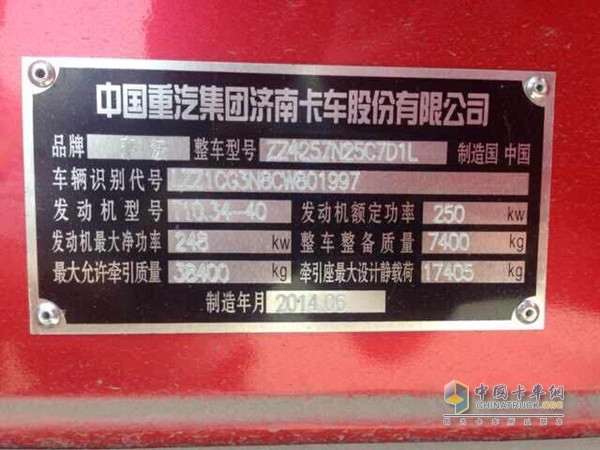 中国重汽集团济南卡车股份有限公司
品牌 豪沃 整车型号 ZZ4257N25C7D1L 制造国 中国
车辆识别代号 LZZ1CG3N8CW801997
发动机型号 T10.34-40 发动机额定功率 250 kw
发动机最大净功率 248 kw 整车整备质量 7400 kg
最大允许牵引质量 38400 kg 牵引座最大设计静载荷 17405 kg
制造年月 2014.06
中国卡车网
CHINATRUCK.ORG